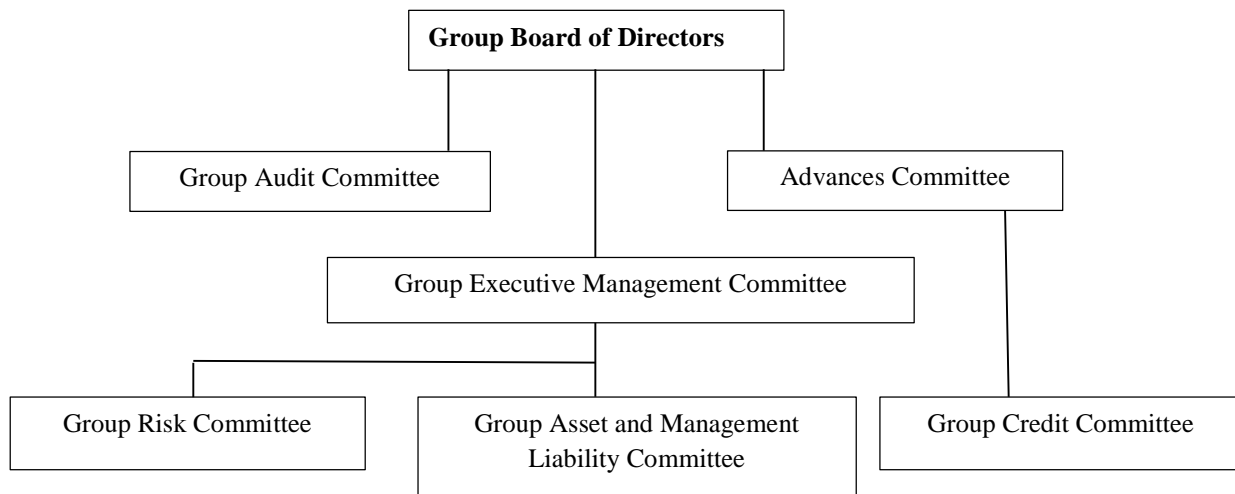 Group Board of Directors
Group Audit Committee
Advances Committee
Group Executive Management Committee
Group Risk Committee
Group Asset and Management
Liability Committee
Group Credit Committee